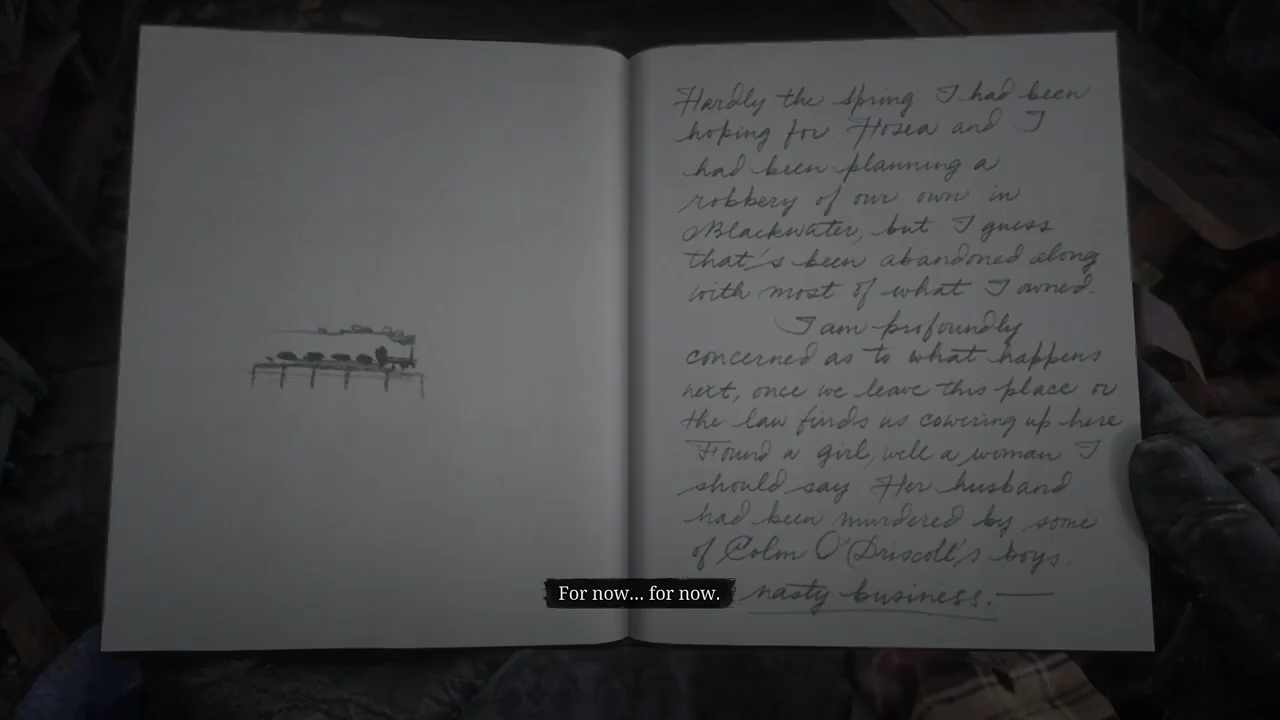 Hardly the spring I had been
hoping for Hosea and I
had been planning a
robbery of our own in
Blackwater, but I guess
that's been abandoned along
with most of what I owned.
I am profoundly
concerned as to what happens
next, once we leave this place or
the law finds us cowering up here
Found a girl, well a woman I
should say. Her husband
had been murdered by some
of Colm O'Driscoll's boys.
nasty business.—
For now... for now.